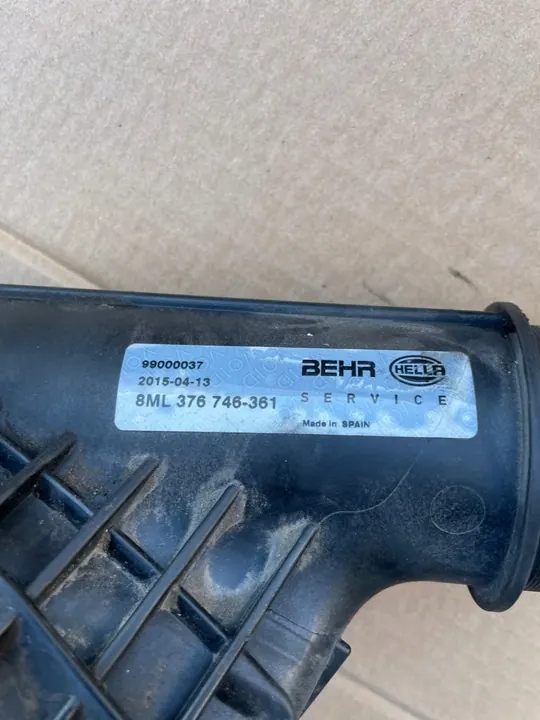 99000037
2015-04-13
8ML 376 746-361
BEHR HELLA
SERVICE
Made in SPAIN